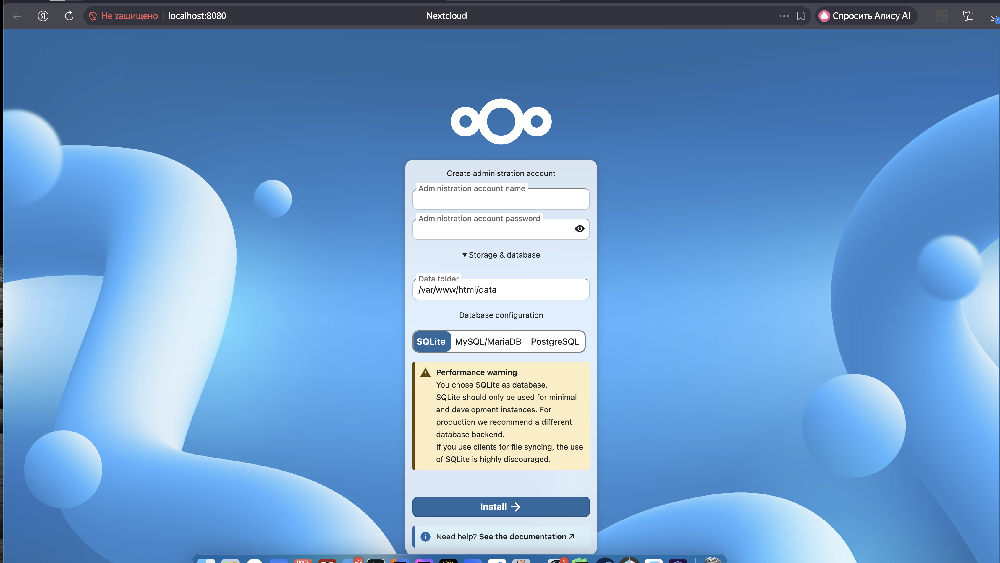 Не защищено localhost:8080 Nextcloud Спросить Алису AI
Create administration account
Administration account name
Administration account password
Storage & database
Data folder
/var/www/html/data
Database configuration
SQLite MySQL/MariaDB PostgreSQL
Performance warning
You chose SQLite as database.
SQLite should only be used for minimal
and development instances. For
production we recommend a different
database backend.
If you use clients for file syncing, the use
of SQLite is highly discouraged.
Install
Need help? See the documentation
НОЯБ.
1